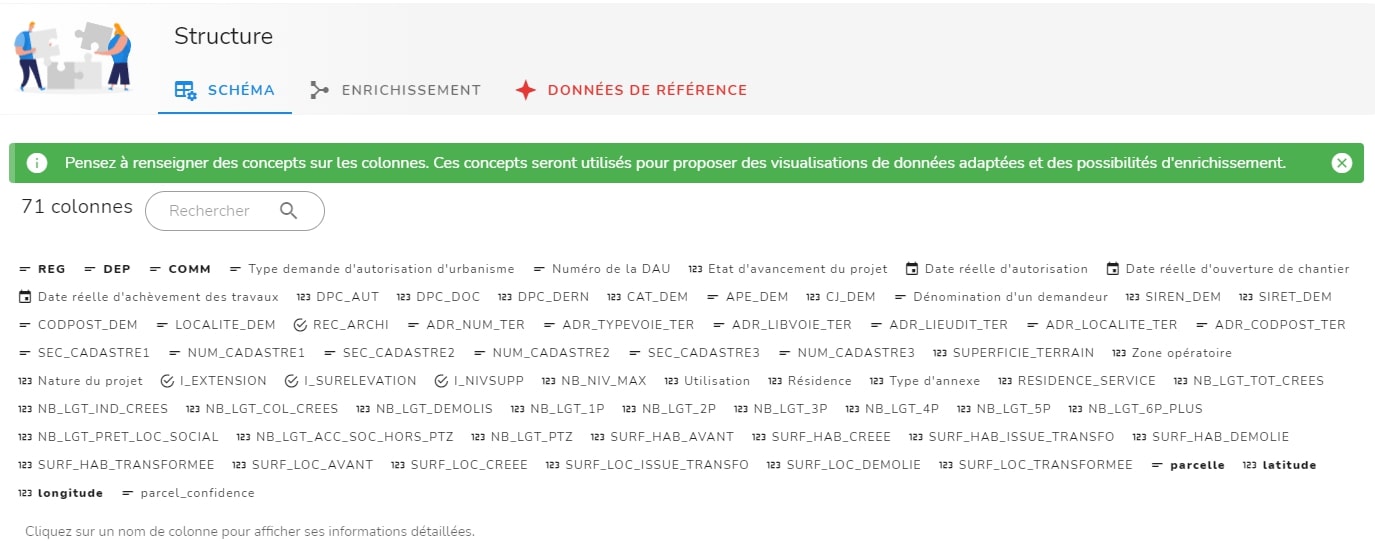 Structure
SCHÉMA ENRICHISSEMENT DONNÉES DE RÉFÉRENCE
Pensez à renseigner des concepts sur les colonnes. Ces concepts seront utilisés pour proposer des visualisations de données adaptées et des possibilités d'enrichissement.
71 colonnes Rechercher
REG DEP COMM Type demande d'autorisation d'urbanisme Numéro de la DAU 123 Etat d'avancement du projet Date réelle d'autorisation Date réelle d'ouverture de chantier
Date réelle d'achèvement des travaux 123 DPC_AUT 123 DPC_DOC 123 DPC_DERN 123 CAT_DEM APE_DEM 123 CJ_DEM Dénomination d'un demandeur 123 SIREN_DEM 123 SIRET_DEM
CODPOST_DEM LOCALITE_DEM REC_ARCHI ADR_NUM_TER ADR_TYPEVOIE_TER ADR_LIBVOIE_TER ADR_LIEUDIT_TER ADR_LOCALITE_TER ADR_CODPOST_TER
SEC_CADASTRE1 NUM_CADASTRE1 SEC_CADASTRE2 NUM_CADASTRE2 SEC_CADASTRE3 NUM_CADASTRE3 123 SUPERFICIE_TERRAIN 123 Zone opératoire
123 Nature du projet I_EXTENSION I_SURELEVATION I_NIVSUPP 123 NB_NIV_MAX 123 Utilisation 123 Résidence 123 Type d'annexe 123 RESIDENCE_SERVICE 123 NB_LGT_TOT_CREES
123 NB_LGT_IND_CREES 123 NB_LGT_COL_CREES 123 NB_LGT_DEMOLIS 123 NB_LGT_1P 123 NB_LGT_2P 123 NB_LGT_3P 123 NB_LGT_4P 123 NB_LGT_5P 123 NB_LGT_6P_PLUS
123 NB_LGT_PRET_LOC_SOCIAL 123 NB_LGT_ACC_SOC_HORS_PTZ 123 NB_LGT_PTZ 123 SURF_HAB_AVANT 123 SURF_HAB_CREEE 123 SURF_HAB_ISSUE_TRANSFO 123 SURF_HAB_DEMOLIE
123 SURF_HAB_TRANSFORMEE 123 SURF_LOC_AVANT 123 SURF_LOC_CREEE 123 SURF_LOC_ISSUE_TRANSFO 123 SURF_LOC_DEMOLIE 123 SURF_LOC_TRANSFORMEE parcelle 123 latitude
123 longitude parcel_confidence
Cliquez sur un nom de colonne pour afficher ses informations détaillées.